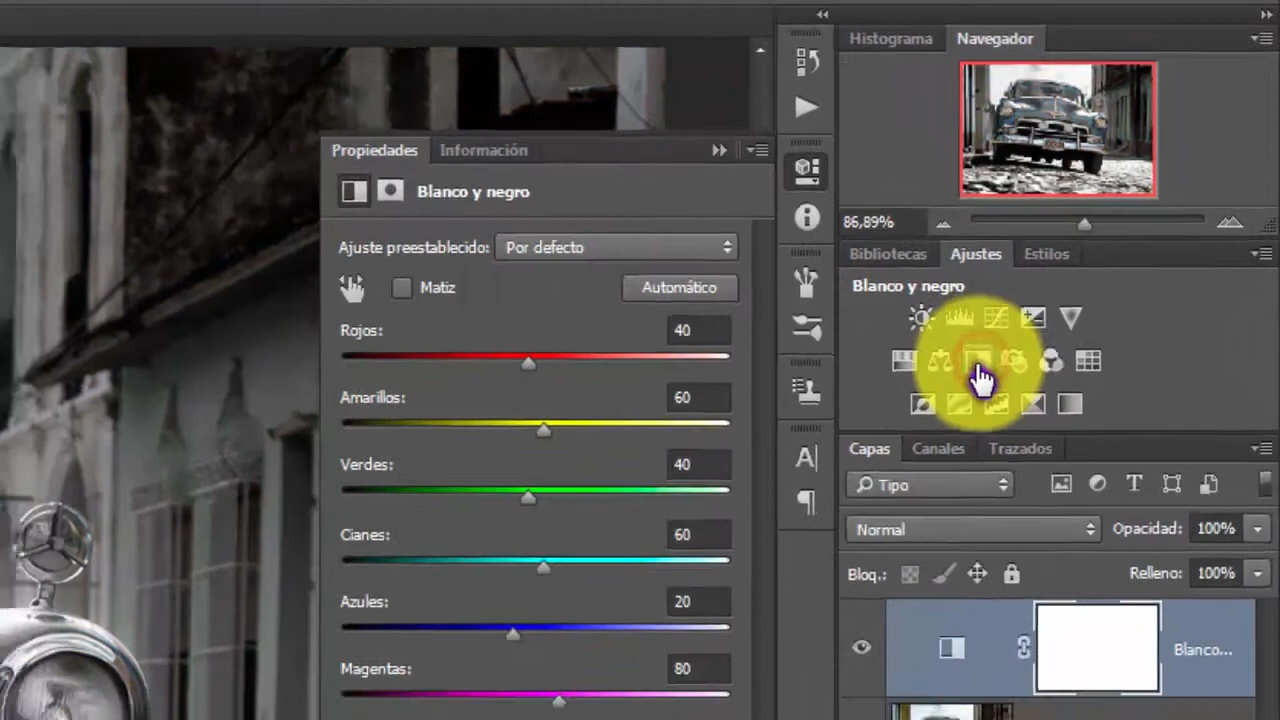 Histograma Navegador
Propiedades Información
Blanco y negro
86,89%
Ajuste preestablecido: Por defecto
Bibliotecas Ajustes Estilos
Matiz Automático
Blanco y negro
Rojos: 40
Amarillos: 60
Capas Canales Trazados
Verdes: 40
Tipo
Normal Opacidad: 100%
Cianes: 60
Bloq.: Relleno: 100%
Azules: 20
Blanco...
Magentas: 80